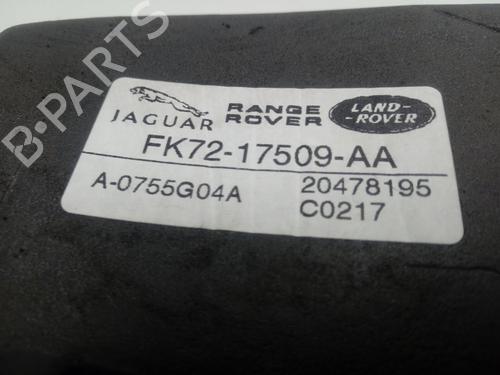 B-PARTS
JAGUAR
RANGE
ROVER
LAND-
-ROVER
FK72-17509-AA
A-0755G04A
20478195
C0217